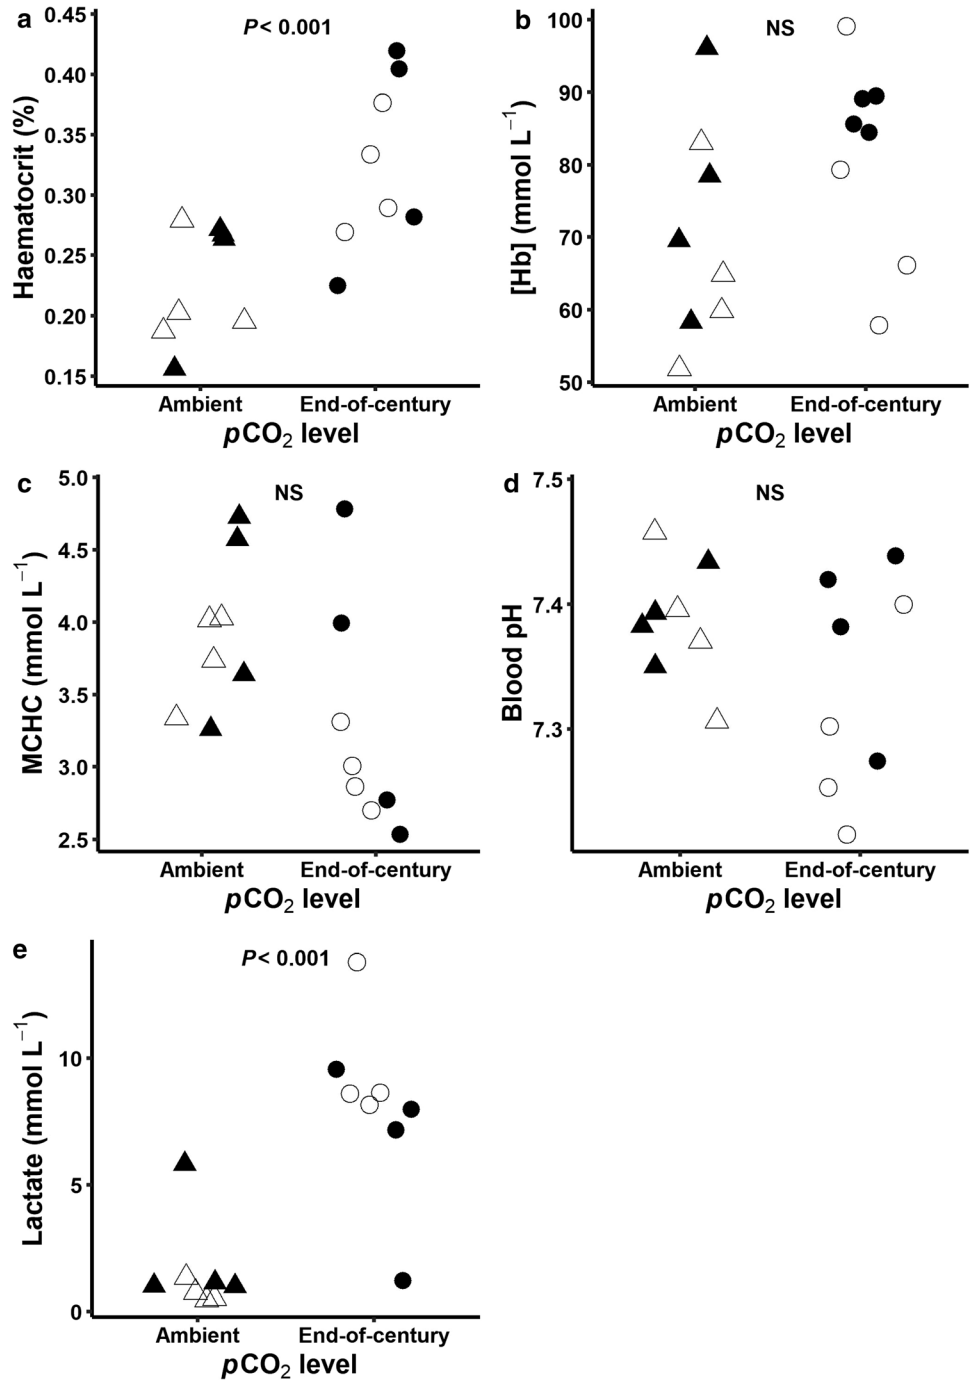 a
P< 0.001
Haematocrit (%)
0.45
0.40
0.35
0.30
0.25
0.20
0.15
Ambient
End-of-century
pCO₂ level
b
NS
[Hb] (mmol L⁻¹)
100
90
80
70
60
50
Ambient
End-of-century
pCO₂ level
c
NS
MCHC (mmol L⁻¹)
5.0
4.5
4.0
3.5
3.0
2.5
Ambient
End-of-century
pCO₂ level
d
NS
Blood pH
7.5
7.4
7.3
Ambient
End-of-century
pCO₂ level
e
P< 0.001
Lactate (mmol L⁻¹)
10
5
0
Ambient
End-of-century
pCO₂ level